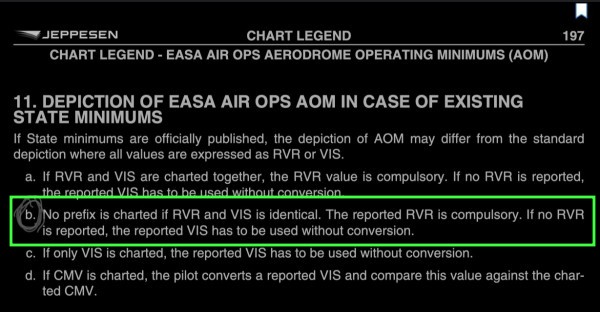 JEPPESEN CHART LEGEND 197
CHART LEGEND - EASA AIR OPS AERODROME OPERATING MINIMUMS (AOM)
11. DEPICTION OF EASA AIR OPS AOM IN CASE OF EXISTING
STATE MINIMUMS
If State minimums are officially published, the depiction of AOM may differ from the standard
depiction where all values are expressed as RVR or VIS.
a. If RVR and VIS are charted together, the RVR value is compulsory. If no RVR is reported,
the reported VIS has to be used without conversion.
b. No prefix is charted if RVR and VIS is identical. The reported RVR is compulsory. If no RVR
is reported, the reported VIS has to be used without conversion.
c. If only VIS is charted, the reported VIS has to be used without conversion.
d. If CMV is charted, the pilot converts a reported VIS and compare this value against the char-
ted CMV.